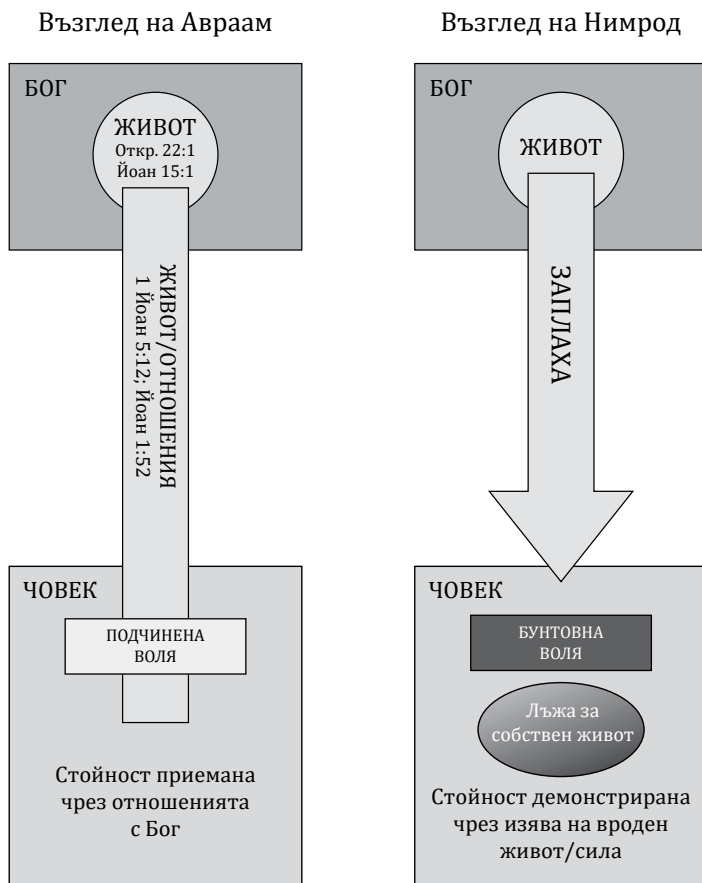 Възглед на Авраам
БОГ
ЖИВОТ
Откр. 22:1
Йоан 15:1
ЖИВОТ/ОТНОШЕНИЯ
1 Йоан 5:12; Йоан 1:52
ЧОВЕК
ПОДЧИНЕНА
ВОЛЯ
Стойност приемана
чрез отношенията
с Бог
Възглед на Нимрод
БОГ
ЖИВОТ
ЗАПЛАХА
ЧОВЕК
БУНТОВНА
ВОЛЯ
Лъжа за
собствен живот
Стойност демонстрирана
чрез изява на вроден
живот/сила